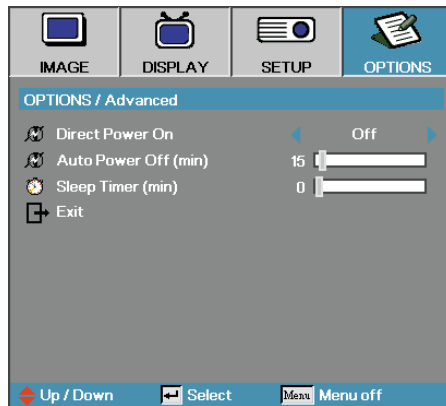 IMAGE DISPLAY SETUP OPTIONS
OPTIONS / Advanced
Direct Power On Off
Auto Power Off (min) 15
Sleep Timer (min) 0
Exit
Up / Down Select Menu Menu off